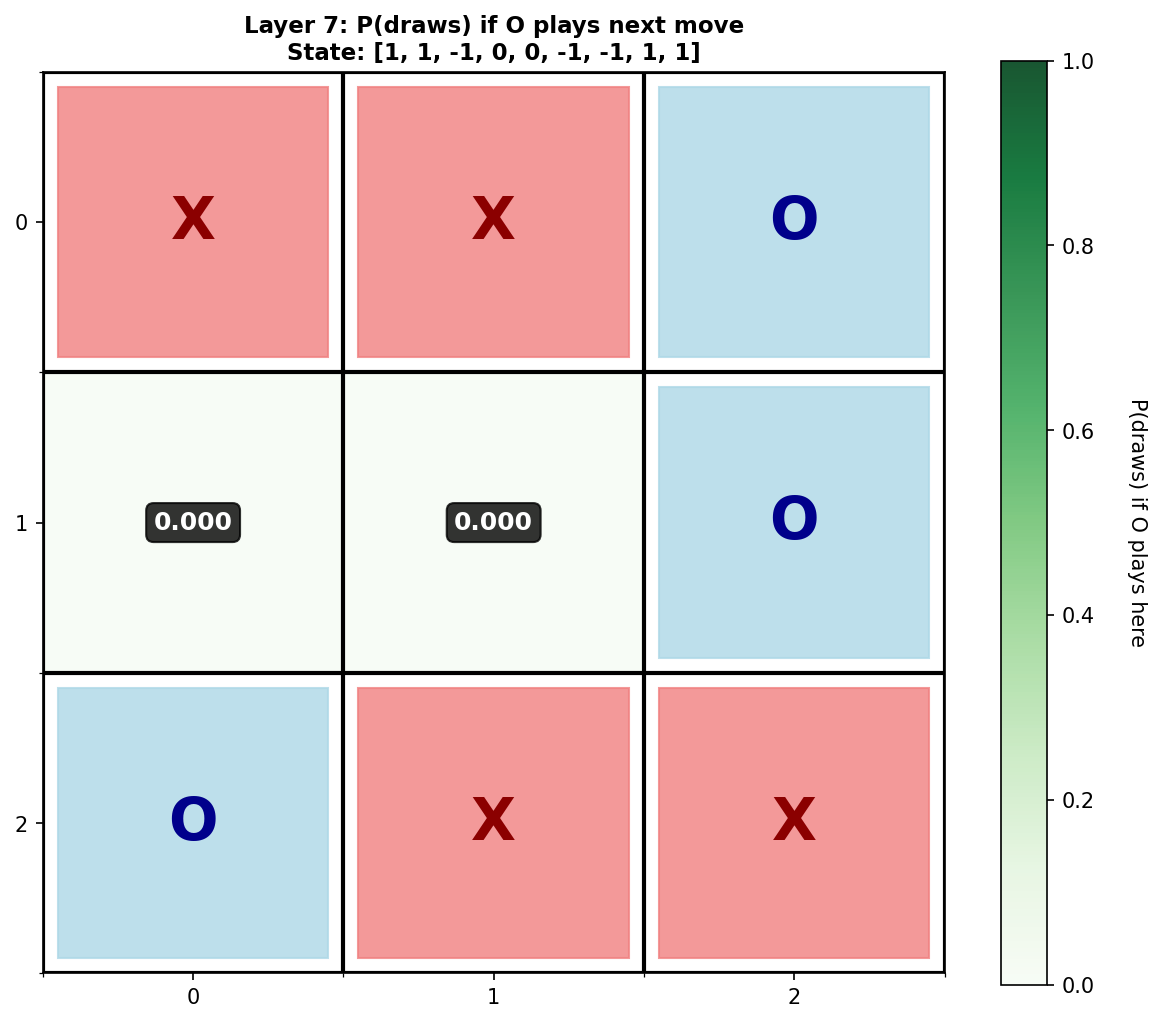 Layer 7: P(draws) if O plays next move
State: [1, 1, -1, 0, 0, -1, -1, 1, 1]
X X O
0.000 0.000 O
O X X
0
1
2
0 1 2
1.0
0.8
0.6
0.4
0.2
0.0
P(draws) if O plays here